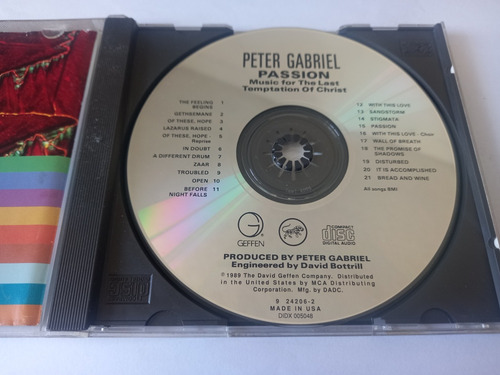 PETER GABRIEL
PASSION
Music for The Last
Temptation Of Christ
THE FEELING 1
BEGINS
GETHSEMANE 2
OF THESE, HOPE 3
LAZARUS RAISED 4
OF THESE, HOPE - 5
Reprise
IN DOUBT 6
A DIFFERENT DRUM 7
ZAAR 8
TROUBLED 9
OPEN 10
BEFORE 11
NIGHT FALLS
12 WITH THIS LOVE
13 SANDSTORM
14 STIGMATA
15 PASSION
16 WITH THIS LOVE - Choir
17 WALL OF BREATH
18 THE PROMISE OF
SHADOWS
19 DISTURBED
20 IT IS ACCOMPLISHED
21 BREAD AND WINE
All songs BMI
G
GEFFEN
COMPACT
disc
DIGITAL AUDIO
PRODUCED BY PETER GABRIEL
Engineered by David Bottrill
©1989 The David Geffen Company. Distributed
in the United States by MCA Distributing
Corporation. Mfg. by DADC.
9 24206-2
MADE IN USA
DIDX 005048